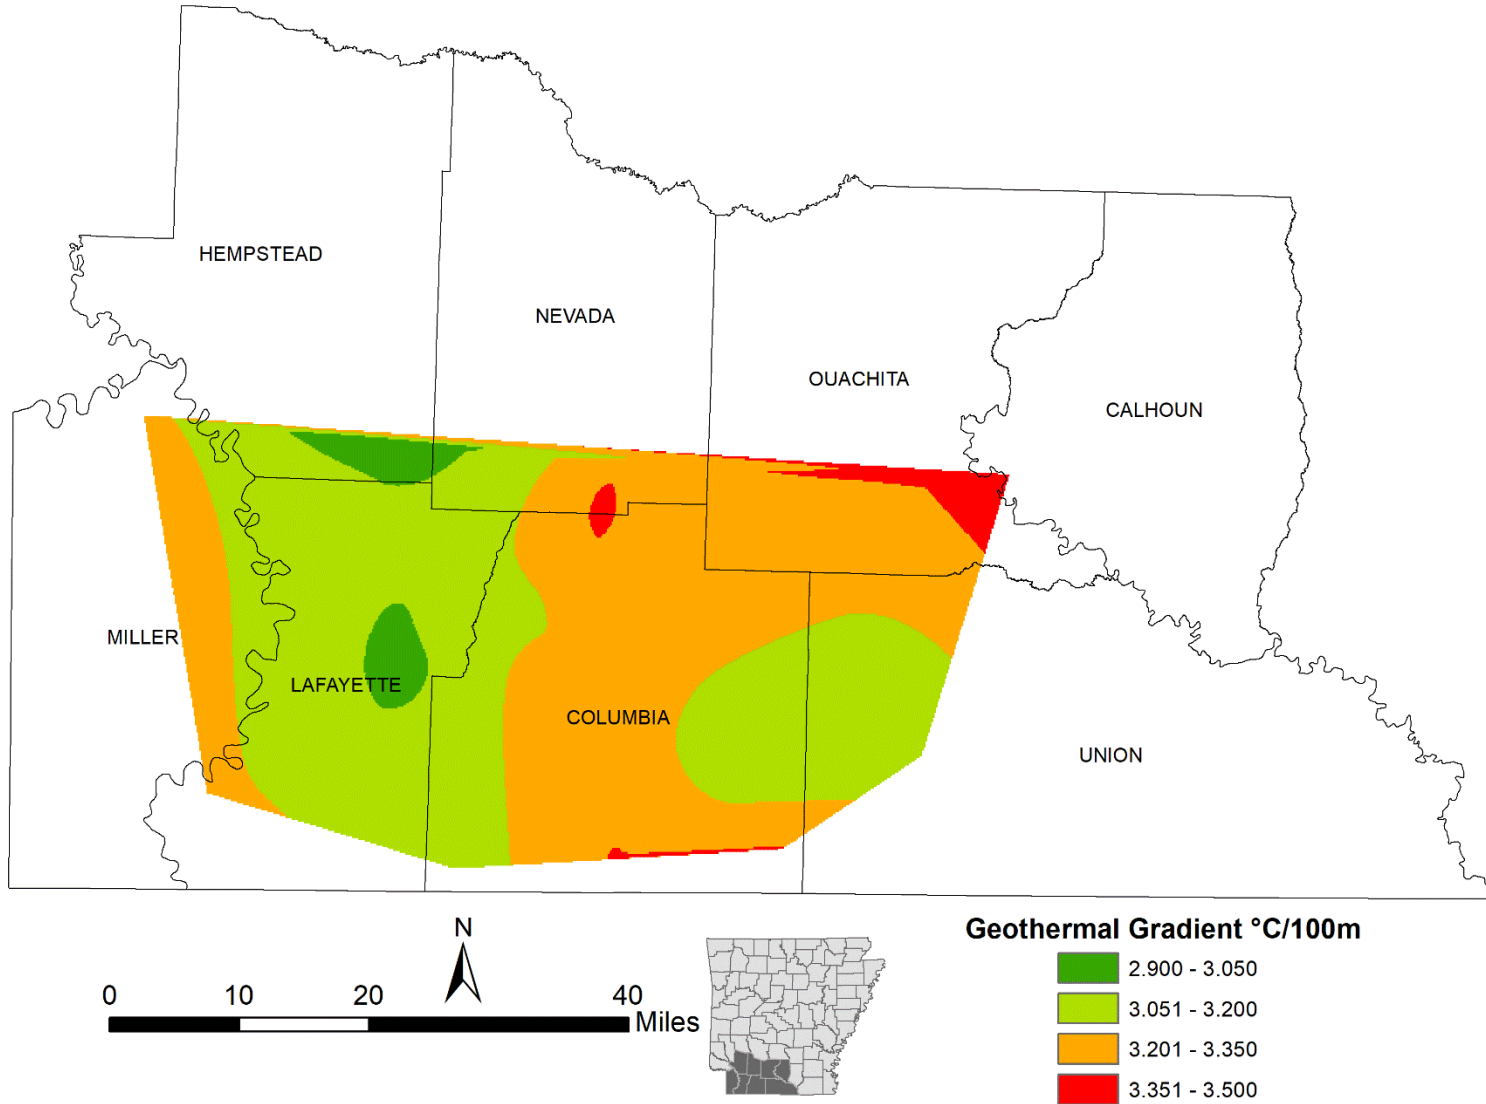 HEMPSTEAD
NEVADA
OUACHITA
CALHOUN
MILLER
LAFAYETTE
COLUMBIA
UNION
N
0 10 20 40
Miles
Geothermal Gradient °C/100m
2.900 - 3.050
3.051 - 3.200
3.201 - 3.350
3.351 - 3.500